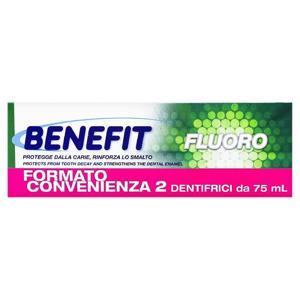 BENEFIT
FLUORO
PROTEGGE DALLA CARIE, RINFORZA LO SMALTO
PROTECTS FROM TOOTH DECAY AND STRENGTHENS THE DENTAL ENAMEL
FORMATO
CONVENIENZA 2 DENTIFRICI da 75 mL